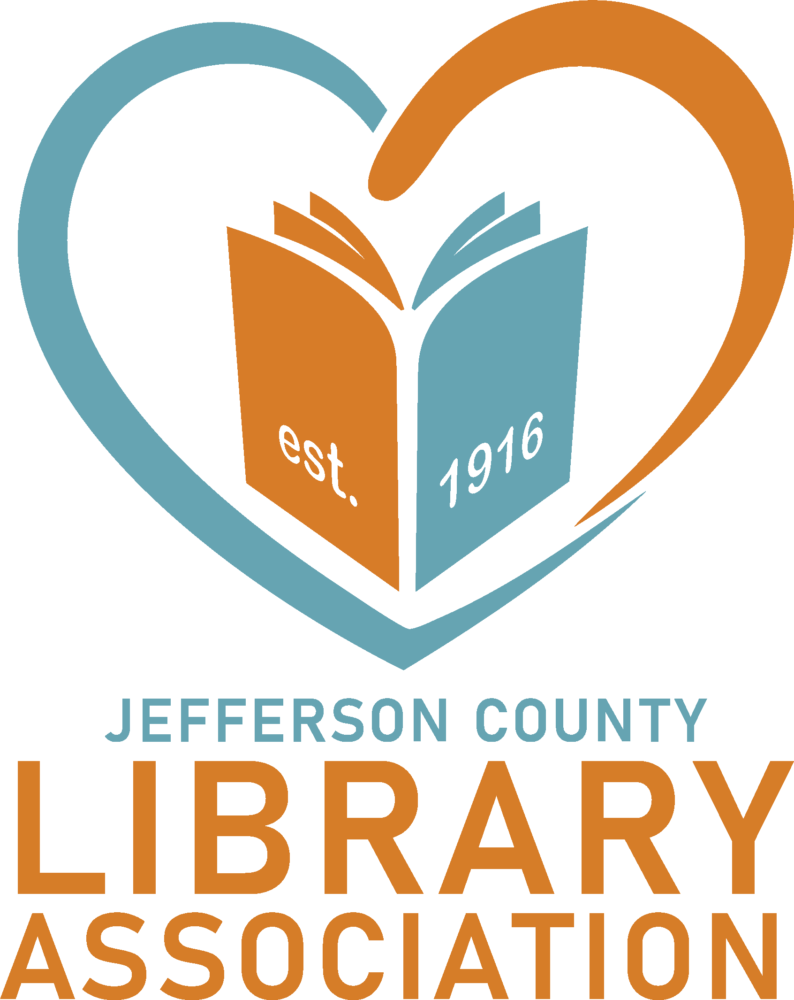 est. 1916
JEFFERSON COUNTY
LIBRARY
ASSOCIATION